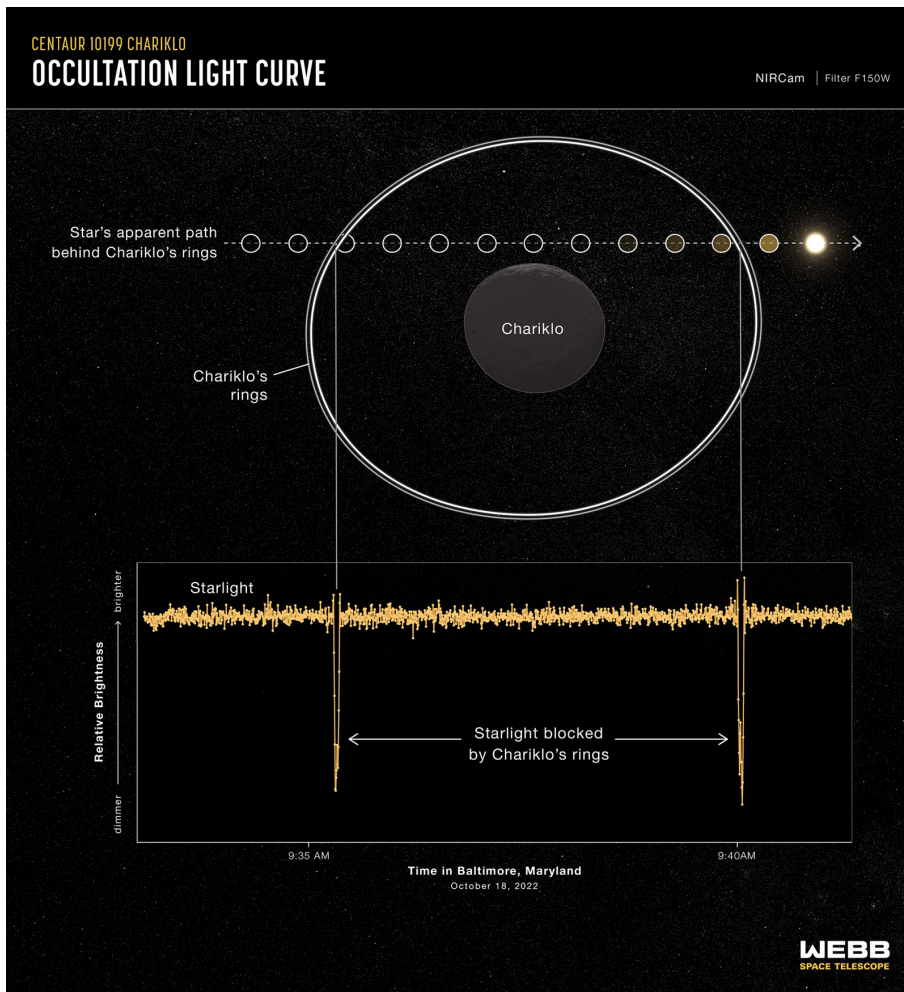 CENTAUR 10199 CHARIKLO
OCCULTATION LIGHT CURVE
NIRCam | Filter F150W
Star's apparent path
behind Chariklo's rings
Chariklo
Chariklo's
rings
brighter
Relative Brightness
dimmer
Starlight
Starlight blocked
by Chariklo's rings
9:35 AM
9:40AM
Time in Baltimore, Maryland
October 18, 2022
WEBB
SPACE TELESCOPE